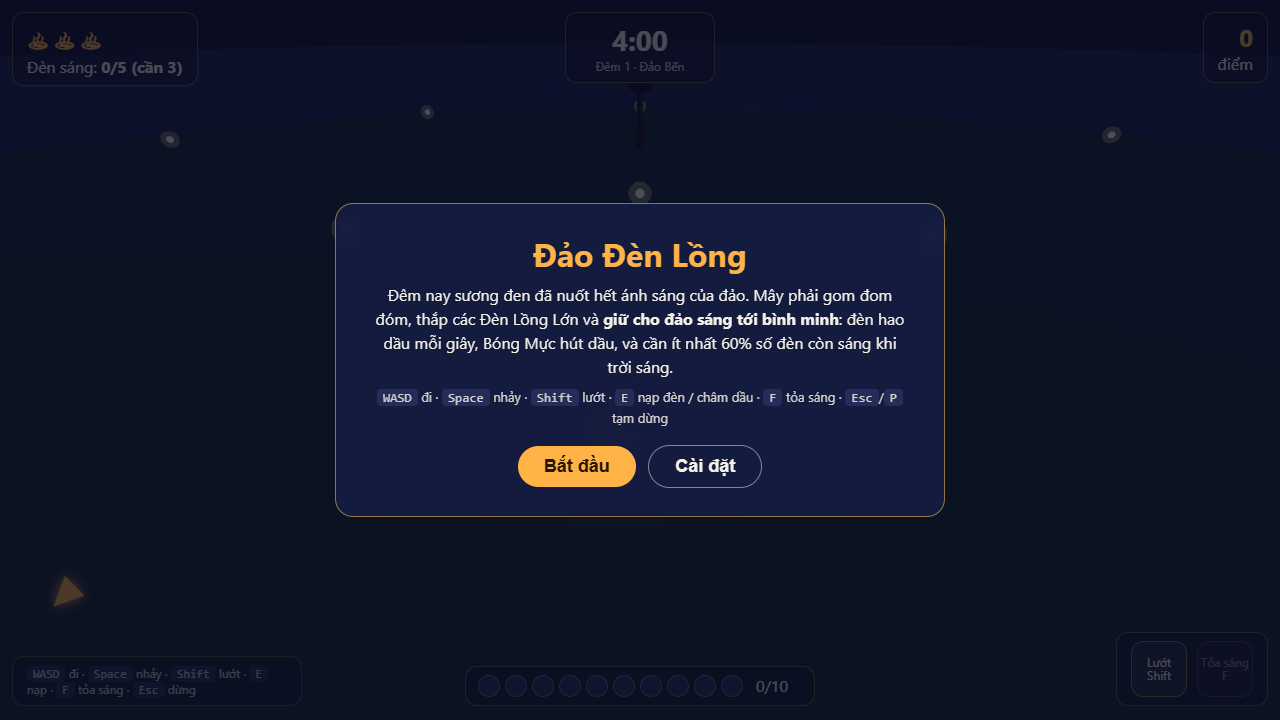 Đèn sáng: 0/5 (cần 3)
4:00
Đêm 1 · Đảo Bến
0
điểm
Đảo Đèn Lồng
Đêm nay sương đen đã nuốt hết ánh sáng của đảo. Mây phải gom đom
đóm, thắp các Đèn Lồng Lớn và giữ cho đảo sáng tới bình minh: đèn hao
dầu mỗi giây, Bóng Mực hút dầu, và cần ít nhất 60% số đèn còn sáng khi
trời sáng.
WASD đi · Space nhảy · Shift lướt · E nạp đèn / châm dầu · F tỏa sáng · Esc / P
tạm dừng
Bắt đầu
Cài đặt
WASD đi · Space nhảy · Shift lướt · E
nạp · F tỏa sáng · Esc dừng
0/10
Lướt
Shift
Tỏa sáng
F